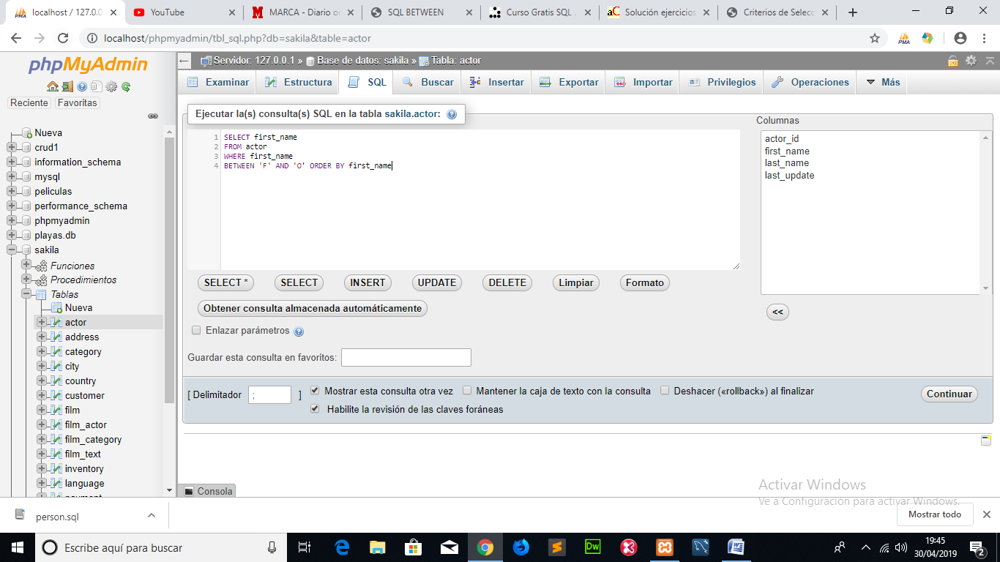 localhost / 127.0.0
YouTube
MARCA - Diario on
SQL BETWEEN
Curso Gratis SQL
Solución ejercicios
Criterios de Selec
localhost/phpmyadmin/tbl_sql.php?db=sakila&table=actor
PMA
phpMyAdmin
Reciente
Favoritas
Nueva
crud1
information_schema
mysql
peliculas
performance_schema
phpmyadmin
playas.db
sakila
Funciones
Procedimientos
Tablas
Nueva
actor
address
category
city
country
customer
film
film_actor
film_category
film_text
inventory
language
payment
Servidor: 127.0.0.1 » Base de datos: sakila » Tabla: actor
Examinar
Estructura
SQL
Buscar
Insertar
Exportar
Importar
Privilegios
Operaciones
Más
Ejecutar la(s) consulta(s) SQL en la tabla sakila.actor:
1 SELECT first_name
2 FROM actor
3 WHERE first_name
4 BETWEEN 'F' AND 'O' ORDER BY first_name
Columnas
actor_id
first_name
last_name
last_update
SELECT *
SELECT
INSERT
UPDATE
DELETE
Limpiar
Formato
<<
Obtener consulta almacenada automáticamente
Enlazar parámetros
Guardar esta consulta en favoritos:
[ Delimitador ; ]
Mostrar esta consulta otra vez
Mantener la caja de texto con la consulta
Deshacer («rollback») al finalizar
Habilite la revisión de las claves foráneas
Continuar
Consola
Activar Windows
Ve a Configuración para activar Windows.
person.sql
Mostrar todo
Escribe aquí para buscar
Dw
19:45
30/04/2019
2